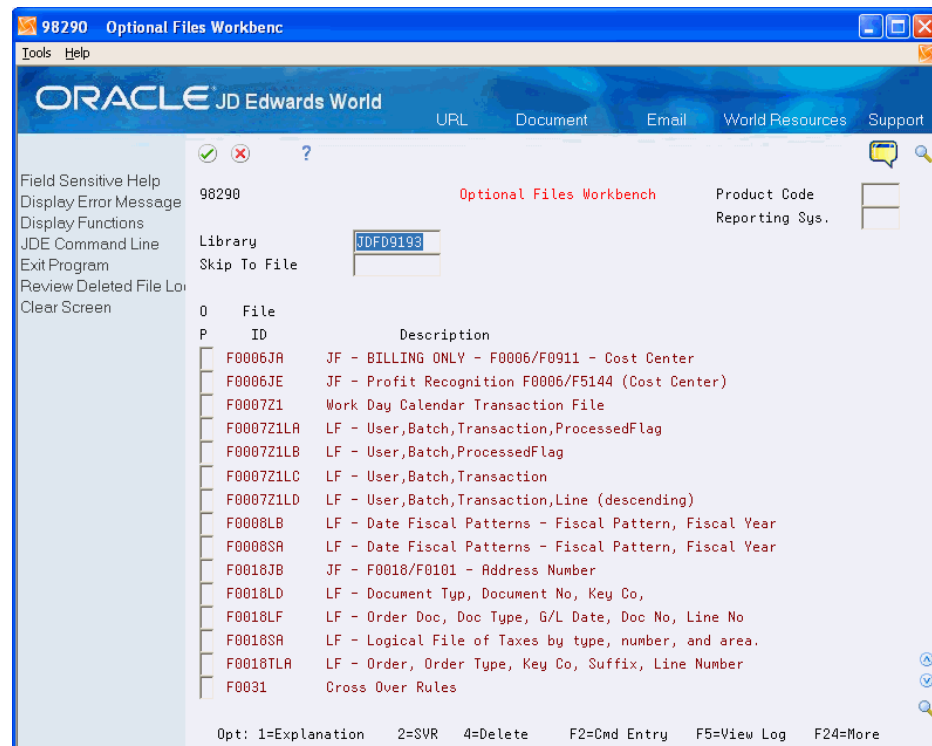 98290 Optional Files Workbenc
Tools Help
ORACLE JD Edwards World
URL Document Email World Resources Support
?
Field Sensitive Help
Display Error Message
Display Functions
JDE Command Line
Exit Program
Review Deleted File Lo
Clear Screen
98290 Optional Files Workbench Product Code
Reporting Sys.
Library JDFD9193
Skip To File
O File
P ID Description
F0006JA JF - BILLING ONLY - F0006/F0911 - Cost Center
F0006JE JF - Profit Recognition F0006/F5144 (Cost Center)
F0007Z1 Work Day Calendar Transaction File
F0007Z1LA LF - User,Batch,Transaction,ProcessedFlag
F0007Z1LB LF - User,Batch,ProcessedFlag
F0007Z1LC LF - User,Batch,Transaction
F0007Z1LD LF - User,Batch,Transaction,Line (descending)
F0008LB LF - Date Fiscal Patterns - Fiscal Pattern, Fiscal Year
F0008SA LF - Date Fiscal Patterns - Fiscal Pattern, Fiscal Year
F0018JB JF - F0018/F0101 - Address Number
F0018LD LF - Document Typ, Document No, Key Co,
F0018LF LF - Order Doc, Doc Type, G/L Date, Doc No, Line No
F0018SA LF - Logical File of Taxes by type, number, and area.
F0018TLA LF - Order, Order Type, Key Co, Suffix, Line Number
F0031 Cross Over Rules
Opt: 1=Explanation 2=SVR 4=Delete F2=Cmd Entry F5=View Log F24=More